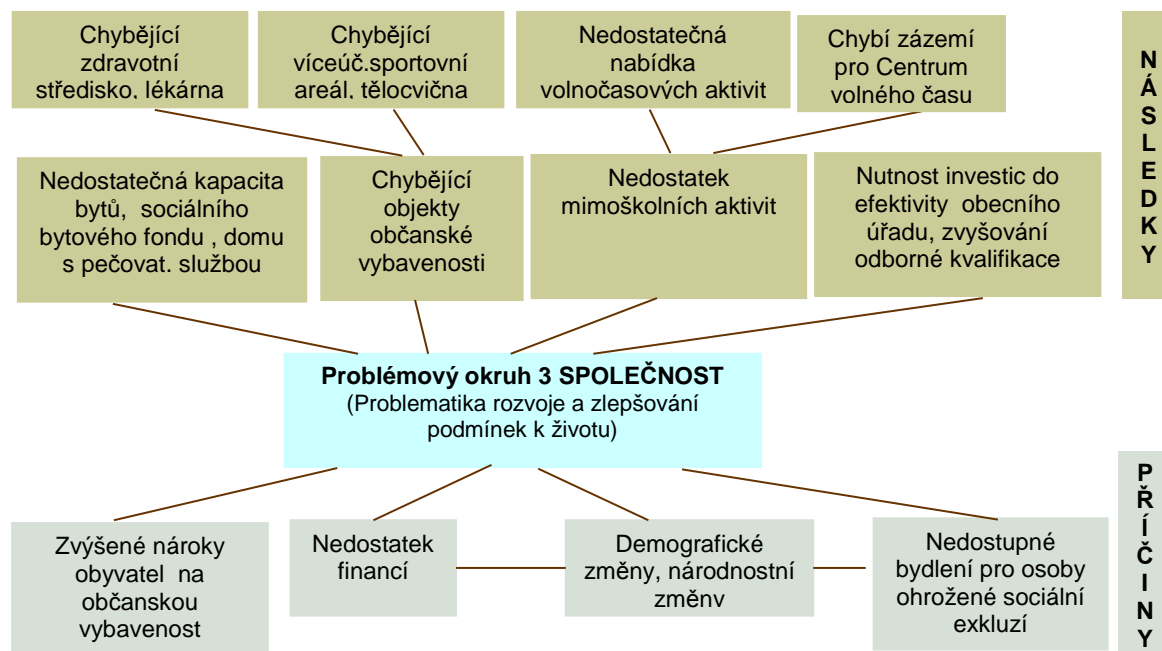 Chybějící
zdravotní
středisko, lékárna
Chybějící
víceúč.sportovní
areál, tělocvična
Nedostatečná
nabídka
volnočasových aktivit
Chybí zázemí
pro Centrum
volného času
N
Á
S
L
E
D
K
Y
Nedostatečná kapacita
bytů, sociálního
bytového fondu , domu
s pečovat. službou
Chybějící
objekty
občanské
vybavenosti
Nedostatek
mimoškolních aktivit
Nutnost investic do
efektivity obecního
úřadu, zvyšování
odborné kvalifikace
Problémový okruh 3 SPOLEČNOST
(Problematika rozvoje a zlepšování
podmínek k životu)
P
Ř
Í
Č
I
N
Y
Zvýšené nároky
obyvatel na
občanskou
vybavenost
Nedostatek
financí
Demografické
změny, národnostní
změny
Nedostupné
bydlení pro osoby
ohrožené sociální
exkluzí